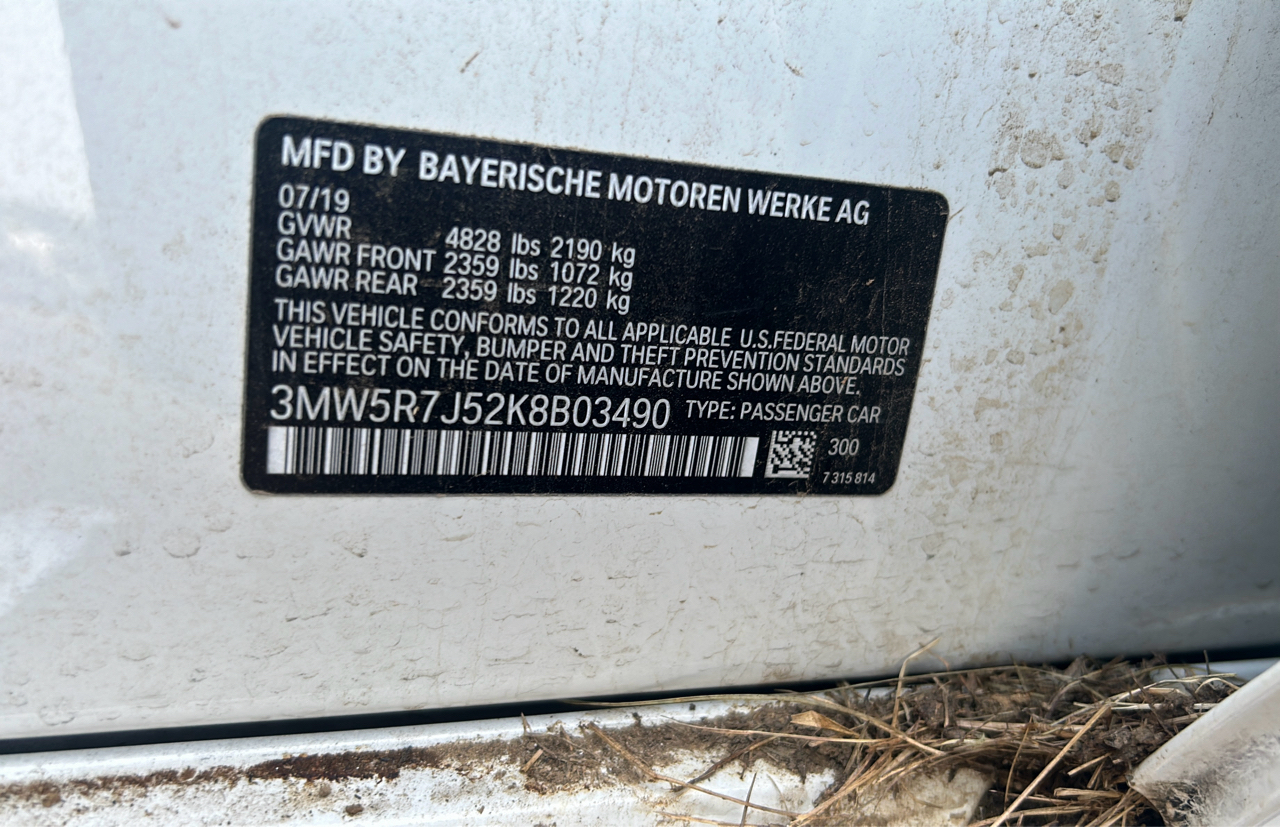 MFD BY BAYERISCHE MOTOREN WERKE AG
07/19
GVWR 4828 lbs 2190 kg
GAWR FRONT 2359 lbs 1072 kg
GAWR REAR 2359 lbs 1220 kg
THIS VEHICLE CONFORMS TO ALL APPLICABLE U.S.FEDERAL MOTOR
VEHICLE SAFETY, BUMPER AND THEFT PREVENTION STANDARDS
IN EFFECT ON THE DATE OF MANUFACTURE SHOWN ABOVE.
3MW5R7J52K8B03490 TYPE: PASSENGER CAR
300
7 315 814